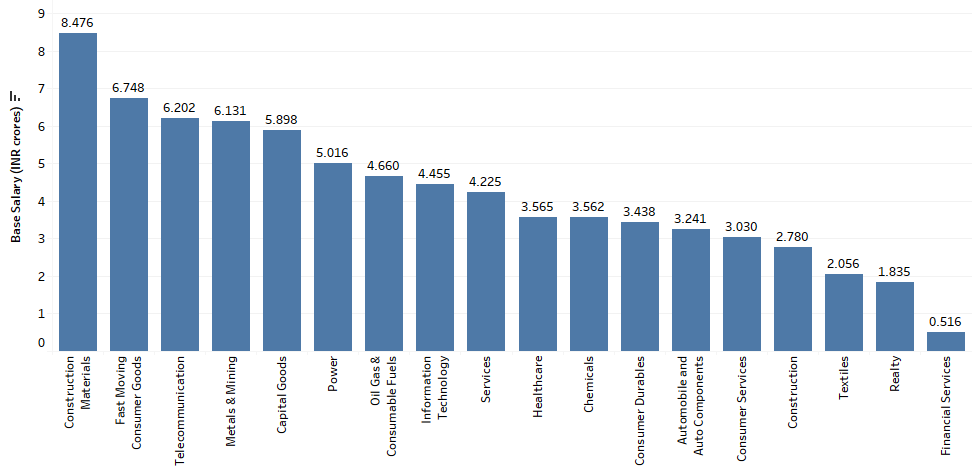 Base Salary (INR crores)
9
8
7
6
5
4
3
2
1
0
8.476
6.748
6.202
6.131
5.898
5.016
4.660
4.455
4.225
3.565
3.562
3.438
3.241
3.030
2.780
2.056
1.835
0.516
Construction
Materials
Fast Moving
Consumer Goods
Telecommunication
Metals & Mining
Capital Goods
Power
Oil Gas &
Consumable Fuels
Information
Technology
Services
Healthcare
Chemicals
Consumer Durables
Automobile and
Auto Components
Consumer Services
Construction
Textiles
Realty
Financial Services